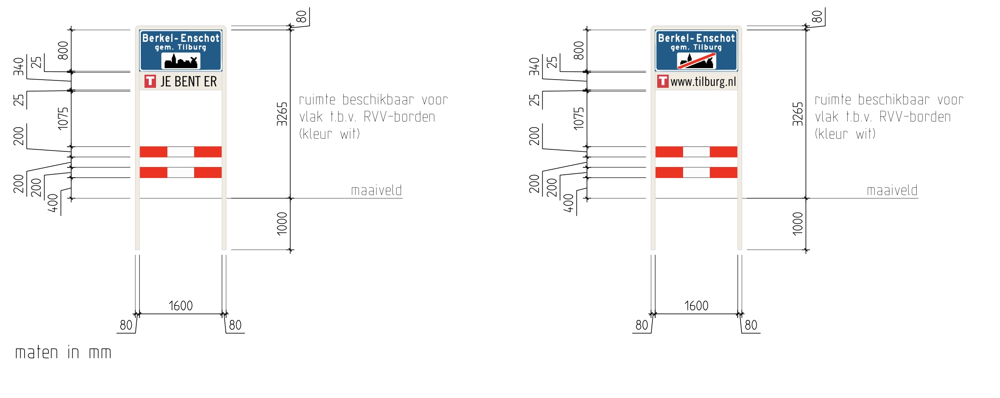 80
800
340
25
25
1075
200
200
200
400
Berkel-Enschot
gem. Tilburg
T JE BENT ER
3265
ruimte beschikbaar voor
vlak t.b.v. RVV-borden
(kleur wit)
maaiveld
1000
1600
80
80
80
800
340
25
25
1075
200
200
200
400
Berkel-Enschot
gem. Tilburg
T www.tilburg.nl
3265
ruimte beschikbaar voor
vlak t.b.v. RVV-borden
(kleur wit)
maaiveld
1000
1600
80
80
maten in mm